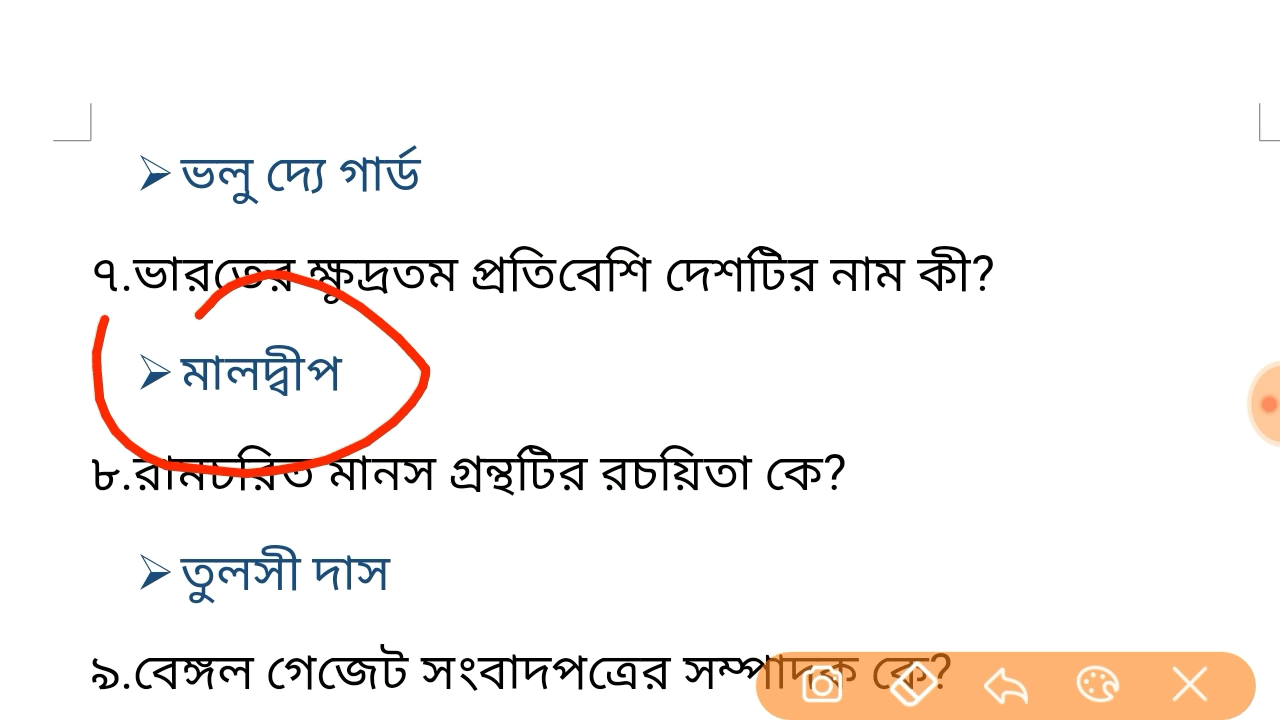 ভলু দ্যে গার্ড
৭.ভারতের ক্ষুদ্রতম প্রতিবেশি দেশটির নাম কী?
মালদ্বীপ
৮.রামচরিত মানস গ্রন্থটির রচয়িতা কে?
তুলসী দাস
৯.বেঙ্গল গেজেট সংবাদপত্রের সম্পাদক কে?